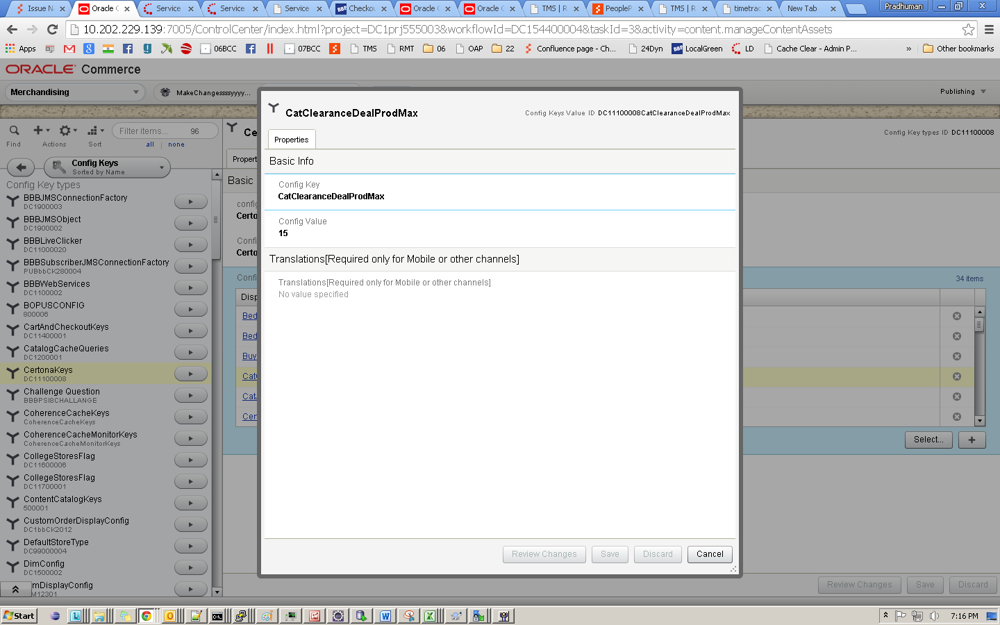 Issue N
Oracle C
Service
Service
Service
BBB Checkou
Oracle C
Oracle C
TMS | R
PeopleP
TMS | R
timetrac
New Tab
Pradhuman
10.202.229.139:7005/ControlCenter/index.html?project=DC1prj555003&workflowId=DC154400004&taskId=3&activity=content.manageContentAssets
Apps
06BCC
07BCC
TMS
RMT
06
OAP
22
Confluence page - Ch...
24Dyn
BBB LocalGreen
LD
Cache Clear - Admin P...
»
Other bookmarks
ORACLE Commerce
Merchandising
MakeChangessssyyyy...
Publishing
Find
Actions
Sort
Filter items...
96
all | none
Config Keys
Sorted by Name
Config Key types
BBBJMSConnectionFactory
DC1900003
BBBJMSObject
DC1900002
BBBLiveClicker
DC11000020
BBBSubscriberJMSConnectionFactory
PUBbbCK280004
BBBWebServices
DC1100002
BOPUSCONFIG
800006
CartAndCheckoutKeys
DC11400001
CatalogCacheQueries
DC1200001
CertonaKeys
DC11100008
Challenge Question
BBBPSI8CHALLANGE
CoherenceCacheKeys
CoherenceCacheKeys
CoherenceCacheMonitorKeys
CoherenceCacheMonitorKeys
CollegeStoresFlag
DC11600006
CollegeStoresFlag
DC11700001
ContentCatalogKeys
500001
CustomOrderDisplayConfig
DC1bbCK2012
DefaultStoreType
DC99000004
DimConfig
DC1500002
mDisplayConfig
M12301
Ce
Config Key types ID DC11100008
Propert
Basic
config
Certo
Confi
Certo
Confi
34 items
Disp
Bed
Bed
Buy
Cat
Cat
Cer
Select...
+
Review Changes
Save
Discard
CatClearanceDealProdMax
Config Keys Value ID DC11100008CatClearanceDealProdMax
Properties
Basic Info
Config Key
CatClearanceDealProdMax
Config Value
15
Translations[Required only for Mobile or other channels]
Translations[Required only for Mobile or other channels]
No value specified
Review Changes
Save
Discard
Cancel
Start
7:16 PM